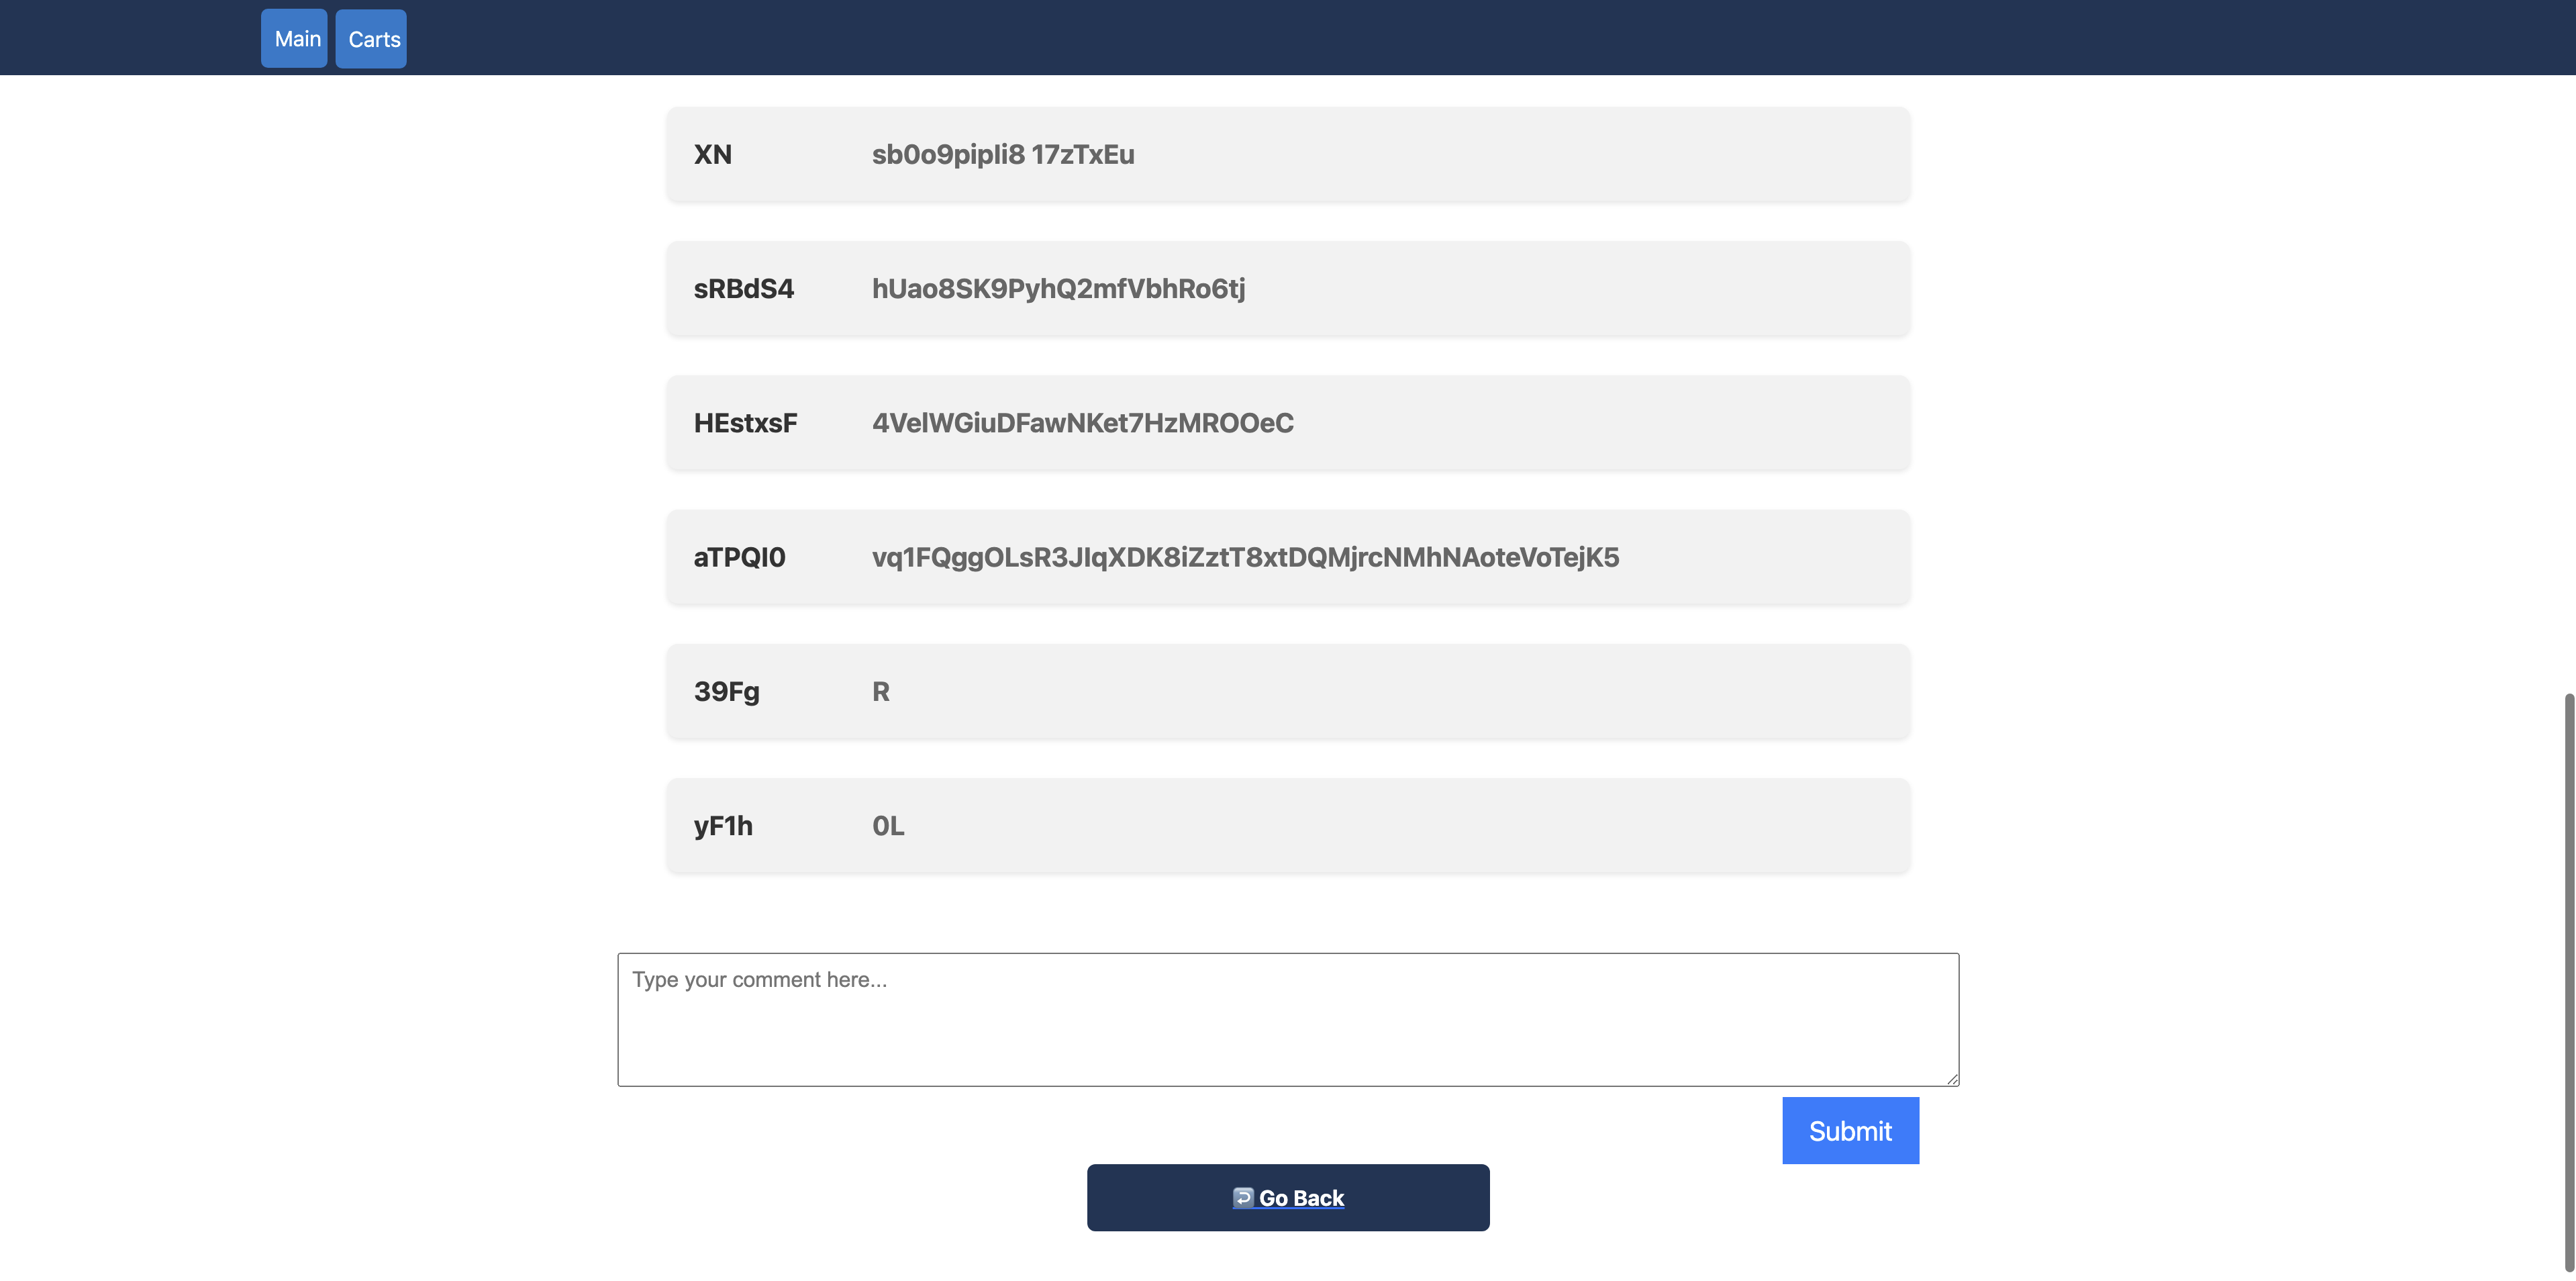 Main Carts
XN sb0o9pipIi8 17zTxEu
sRBdS4 hUao8SK9PyhQ2mfVbhRo6tj
HEstxsF 4VelWGiuDFawNKet7HzMROOeC
aTPQI0 vq1FQggOLsR3JIqXDK8iZztT8xtDQMjrcNMhNAoteVoTejK5
39Fg R
yF1h 0L
Type your comment here...
Submit
Go Back